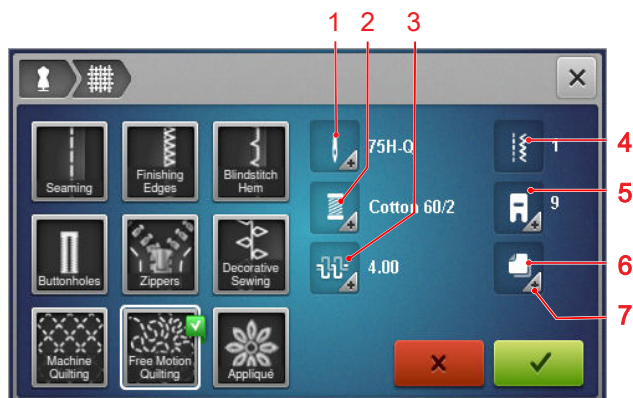 1 2 3
Seaming
Finishing
Edges
Blindstitch
Hem
75H-Q
1
4
Cotton 60/2
9
5
Buttonholes
Zippers
Decorative
Sewing
4.00
6
7
Machine
Quilting
Free Motion
Quilting
Appliqué